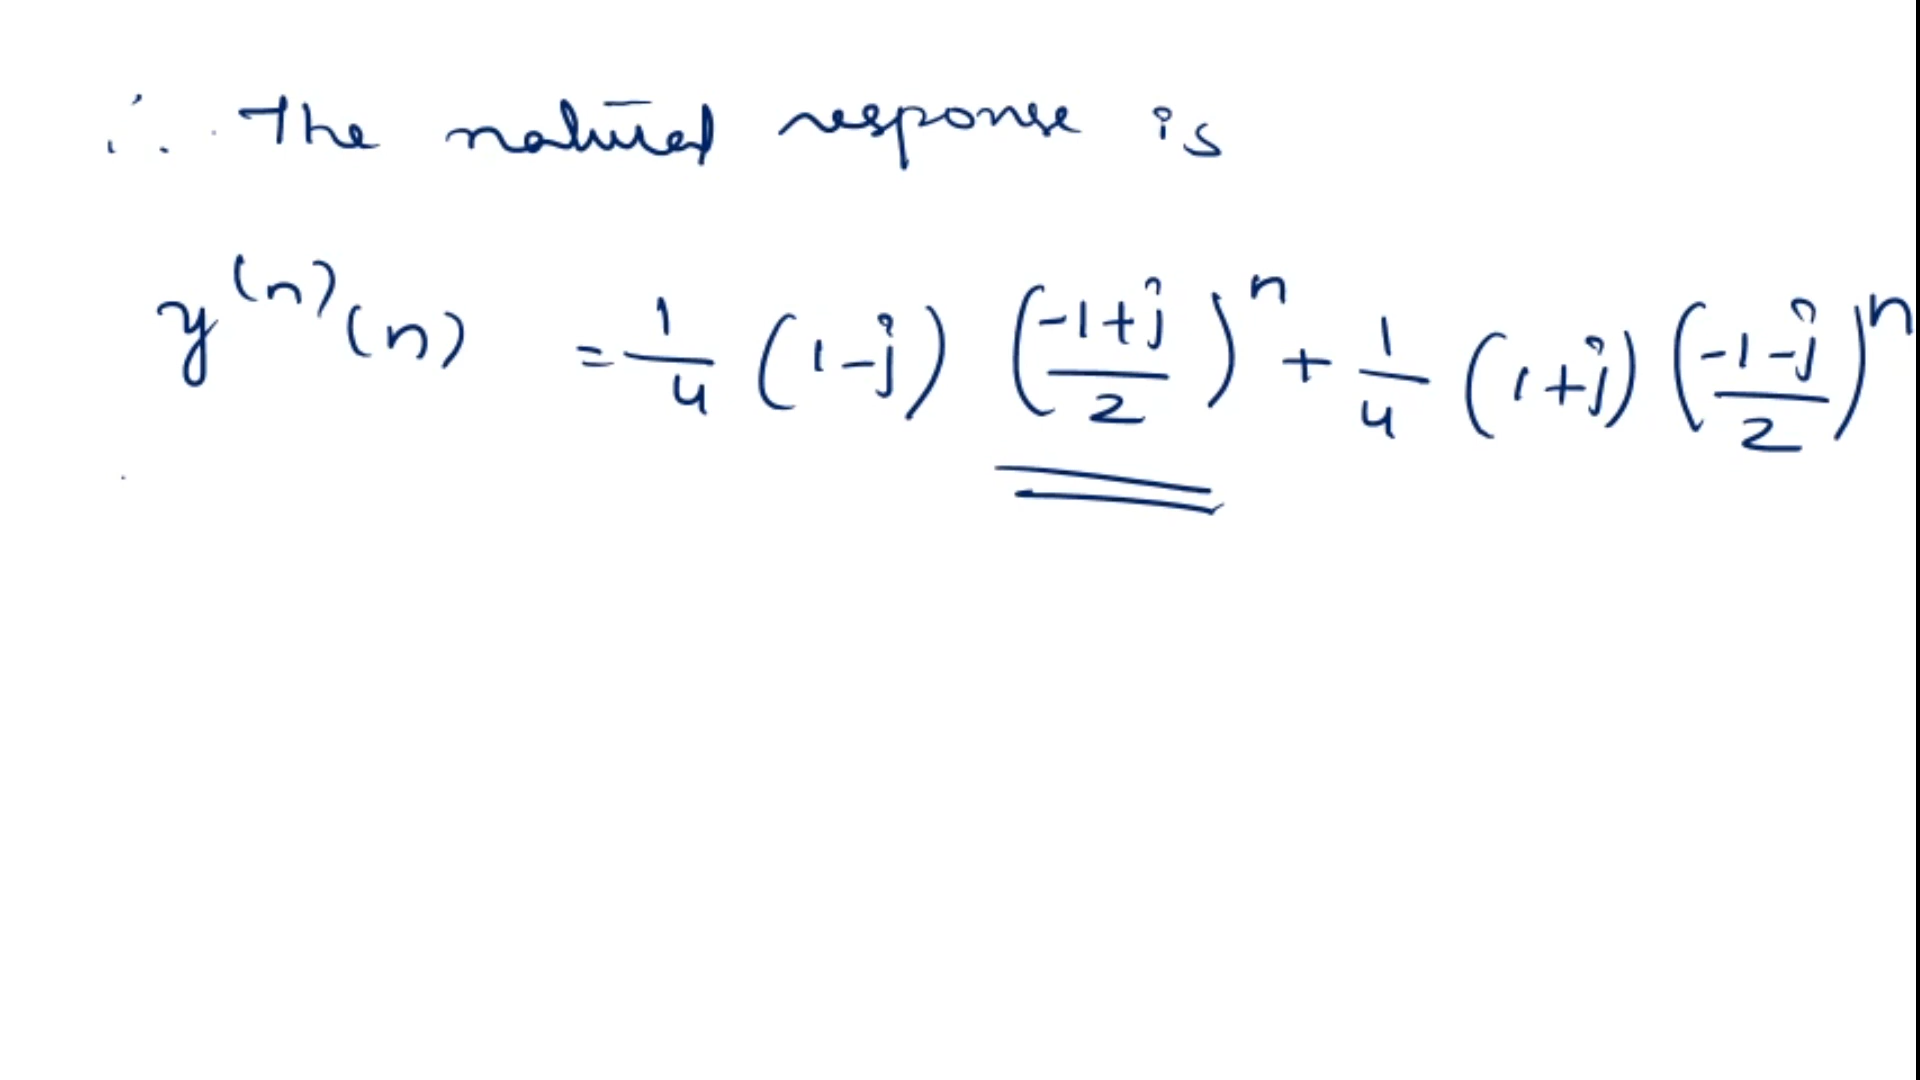 ∴ The natural response is
y^(n)(n) = 1/4 (1-j) ((-1+j)/2)^n + 1/4 (1+j) ((-1-j)/2)^n